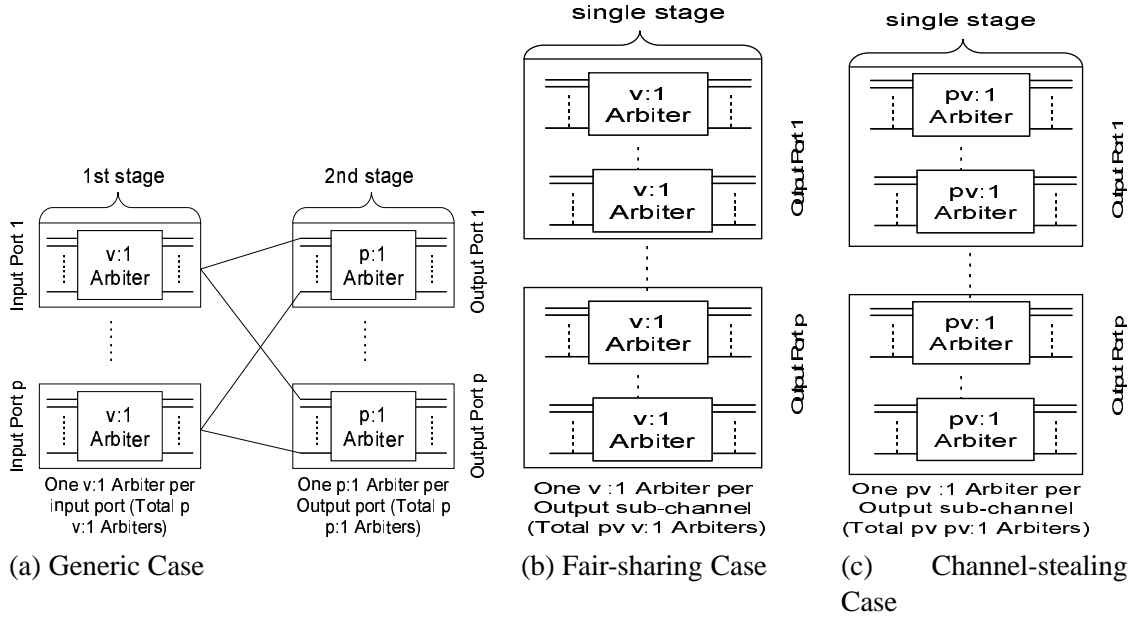 1st stage
2nd stage
Input Port 1
v:1
Arbiter
p:1
Arbiter
Output Port 1
Input Port p
v:1
Arbiter
p:1
Arbiter
Output Port p
One v:1 Arbiter per
input port (Total p
v:1 Arbiters)
One p:1 Arbiter per
Output port (Total p
p:1 Arbiters)
(a) Generic Case
single stage
v:1
Arbiter
v:1
Arbiter
Output Port 1
v:1
Arbiter
v:1
Arbiter
Output Port p
One v :1 Arbiter per
Output sub-channel
(Total pv v:1 Arbiters)
(b) Fair-sharing Case
single stage
pv:1
Arbiter
pv:1
Arbiter
Output Port 1
pv:1
Arbiter
pv:1
Arbiter
Output Port p
One pv :1 Arbiter per
Output sub-channel
(Total pv pv:1 Arbiters)
(c) Channel-stealing
Case